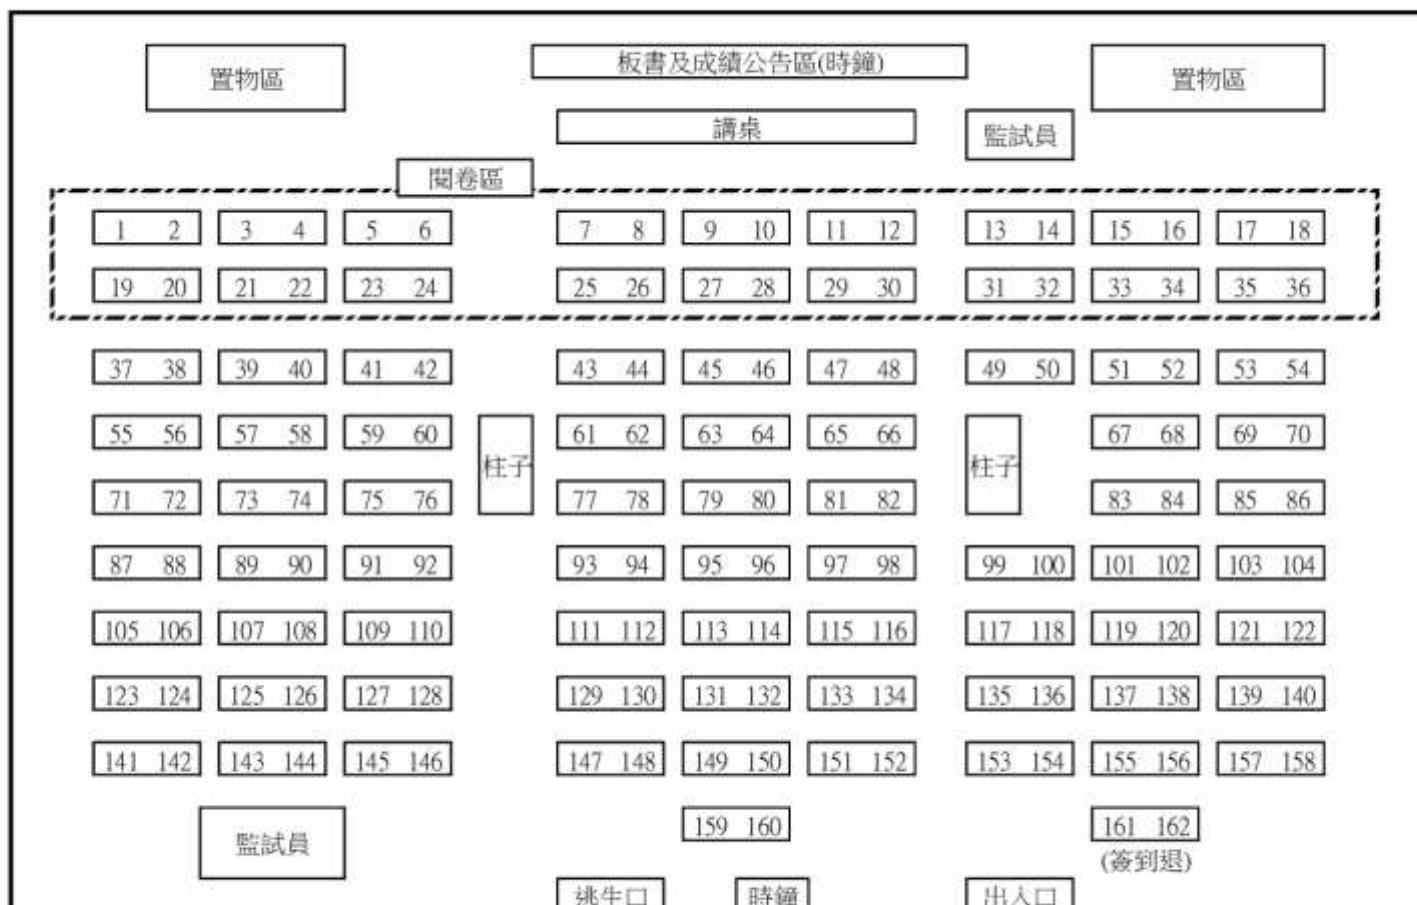 置物區
板書及成績公告區(時鐘)
置物區
講桌
監試員
閱卷區
1 2 3 4 5 6 7 8 9 10 11 12 13 14 15 16 17 18
19 20 21 22 23 24 25 26 27 28 29 30 31 32 33 34 35 36
37 38 39 40 41 42 43 44 45 46 47 48 49 50 51 52 53 54
55 56 57 58 59 60 61 62 63 64 65 66 67 68 69 70
柱子
柱子
71 72 73 74 75 76 77 78 79 80 81 82 83 84 85 86
87 88 89 90 91 92 93 94 95 96 97 98 99 100 101 102 103 104
105 106 107 108 109 110 111 112 113 114 115 116 117 118 119 120 121 122
123 124 125 126 127 128 129 130 131 132 133 134 135 136 137 138 139 140
141 142 143 144 145 146 147 148 149 150 151 152 153 154 155 156 157 158
159 160 161 162
監試員
(簽到退)
逃生口 時鐘 出入口